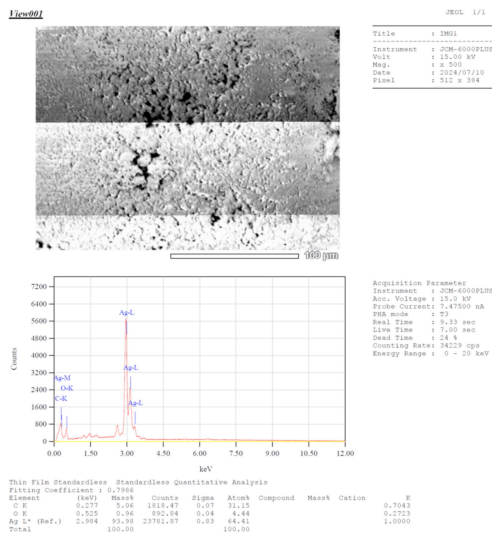 View001
JEOL 1/1
Title : IMG1
Instrument : JCM-6000PLUS
Volt : 15.00 kV
Mag. : x 500
Date : 2024/07/10
Pixel : 512 x 384
100 µm
7200
6400
5600
4800
4000
3200
2400
1600
800
0
Counts
Ag-L
Ag-L
Ag-L
Ag-M
O-K
C-K
0.00 1.50 3.00 4.50 6.00 7.50 9.00 10.50 12.00
keV
Acquisition Parameter
Instrument : JCM-6000PLUS
Acc. Voltage : 15.0 kV
Probe Current: 7.47500 nA
PHA mode : T3
Real Time : 9.33 sec
Live Time : 7.00 sec
Dead Time : 24 %
Counting Rate: 34229 cps
Energy Range : 0 - 20 keV
Thin Film Standardless Standardless Quantitative Analysis
Fitting Coefficient : 0.7986
Element (keV) Mass% Counts Sigma Atom% Compound Mass% Cation K
C K 0.277 5.06 1818.47 0.07 31.15 0.7043
O K 0.525 0.96 892.84 0.04 4.44 0.2723
Ag L* (Ref.) 2.984 93.98 23781.87 0.83 64.41 1.0000
Total 100.00 100.00